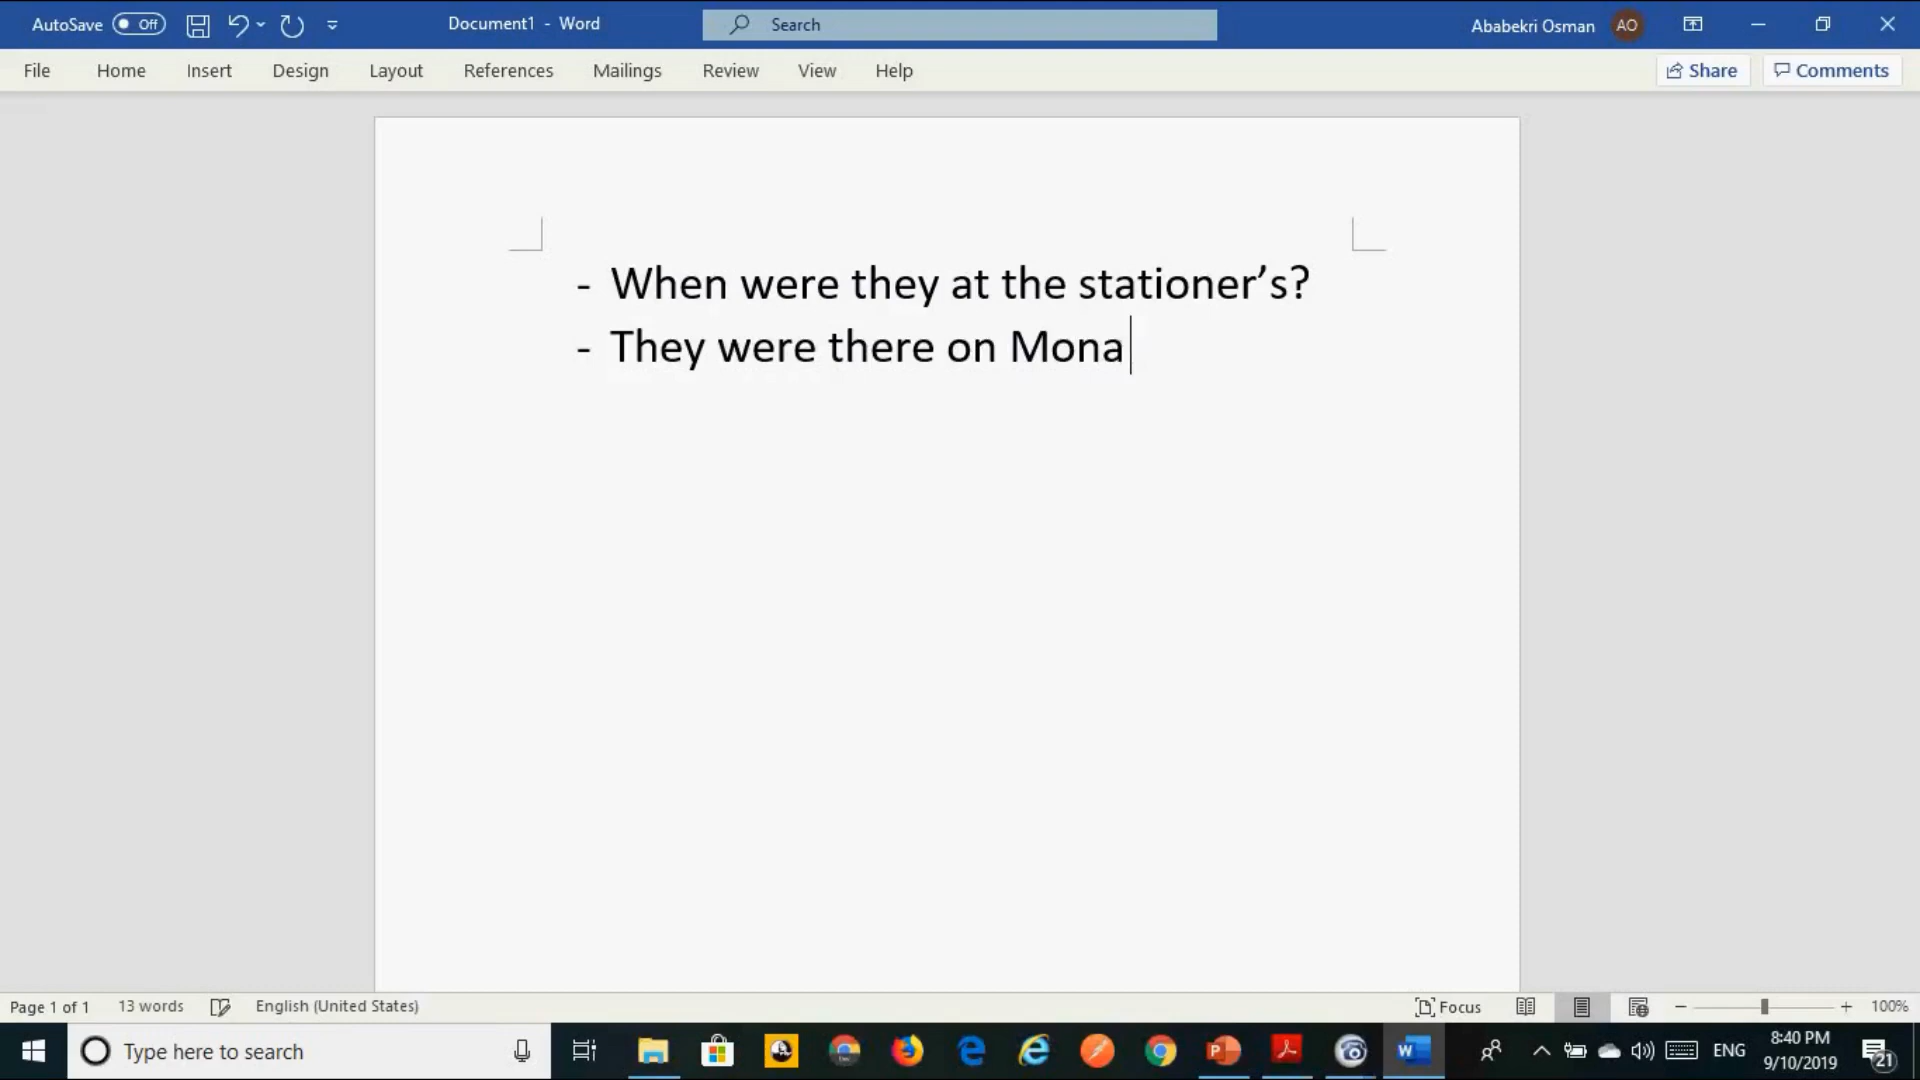 AutoSave Off Document1 - Word Search Ababekri Osman AO
File Home Insert Design Layout References Mailings Review View Help Share Comments
- When were they at the stationer’s?
- They were there on Mona
Page 1 of 1 13 words English (United States) Focus 100%
Type here to search ENG 8:40 PM
9/10/2019 21